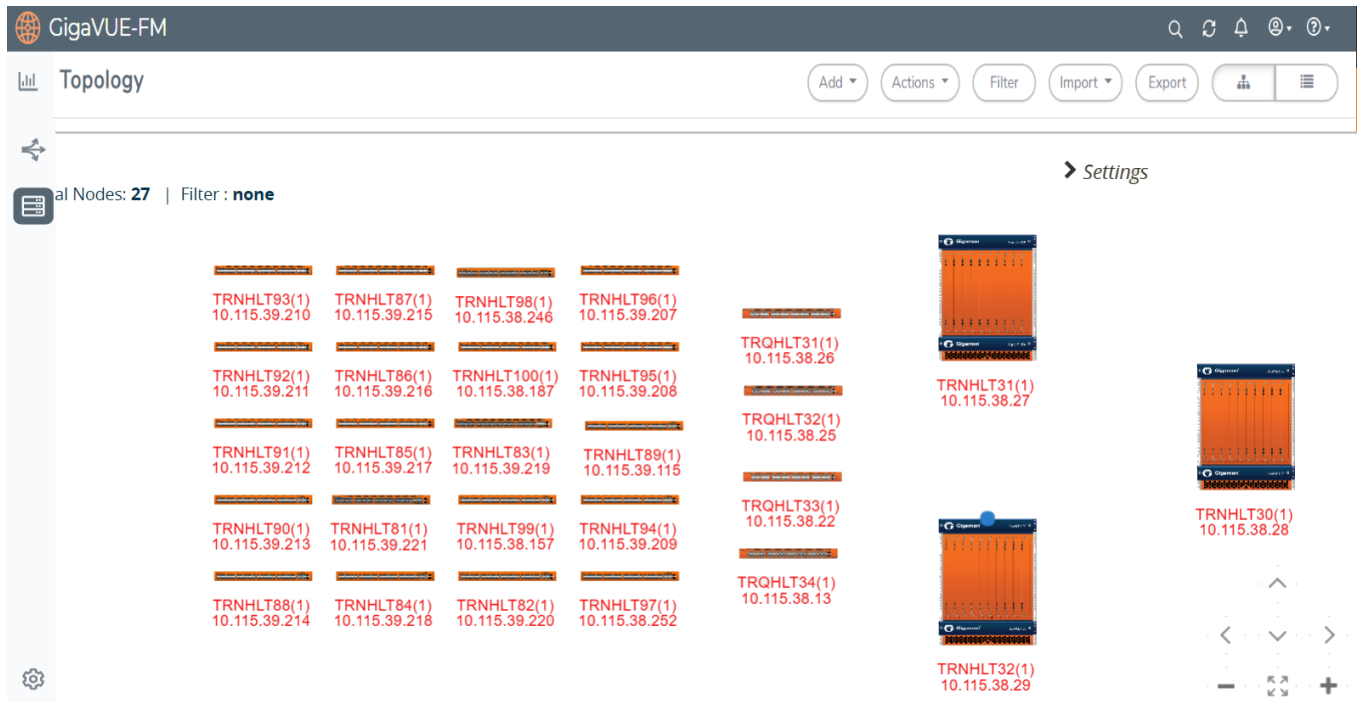 GigaVUE-FM
Topology
Add
Actions
Filter
Import
Export
Settings
al Nodes: 27 | Filter : none
TRNHLT93(1)
10.115.39.210
TRNHLT87(1)
10.115.39.215
TRNHLT98(1)
10.115.38.246
TRNHLT96(1)
10.115.39.207
TRNHLT92(1)
10.115.39.211
TRNHLT86(1)
10.115.39.216
TRNHLT100(1)
10.115.38.187
TRNHLT95(1)
10.115.39.208
TRNHLT91(1)
10.115.39.212
TRNHLT85(1)
10.115.39.217
TRNHLT83(1)
10.115.39.219
TRNHLT89(1)
10.115.39.115
TRNHLT90(1)
10.115.39.213
TRNHLT81(1)
10.115.39.221
TRNHLT99(1)
10.115.38.157
TRNHLT94(1)
10.115.39.209
TRNHLT88(1)
10.115.39.214
TRNHLT84(1)
10.115.39.218
TRNHLT82(1)
10.115.39.220
TRNHLT97(1)
10.115.38.252
TRQHLT31(1)
10.115.38.26
TRQHLT32(1)
10.115.38.25
TRQHLT33(1)
10.115.38.22
TRQHLT34(1)
10.115.38.13
Gigamon
Gigamon
TRNHLT31(1)
10.115.38.27
Gigamon
Gigamon
TRNHLT32(1)
10.115.38.29
Gigamon
Gigamon
TRNHLT30(1)
10.115.38.28